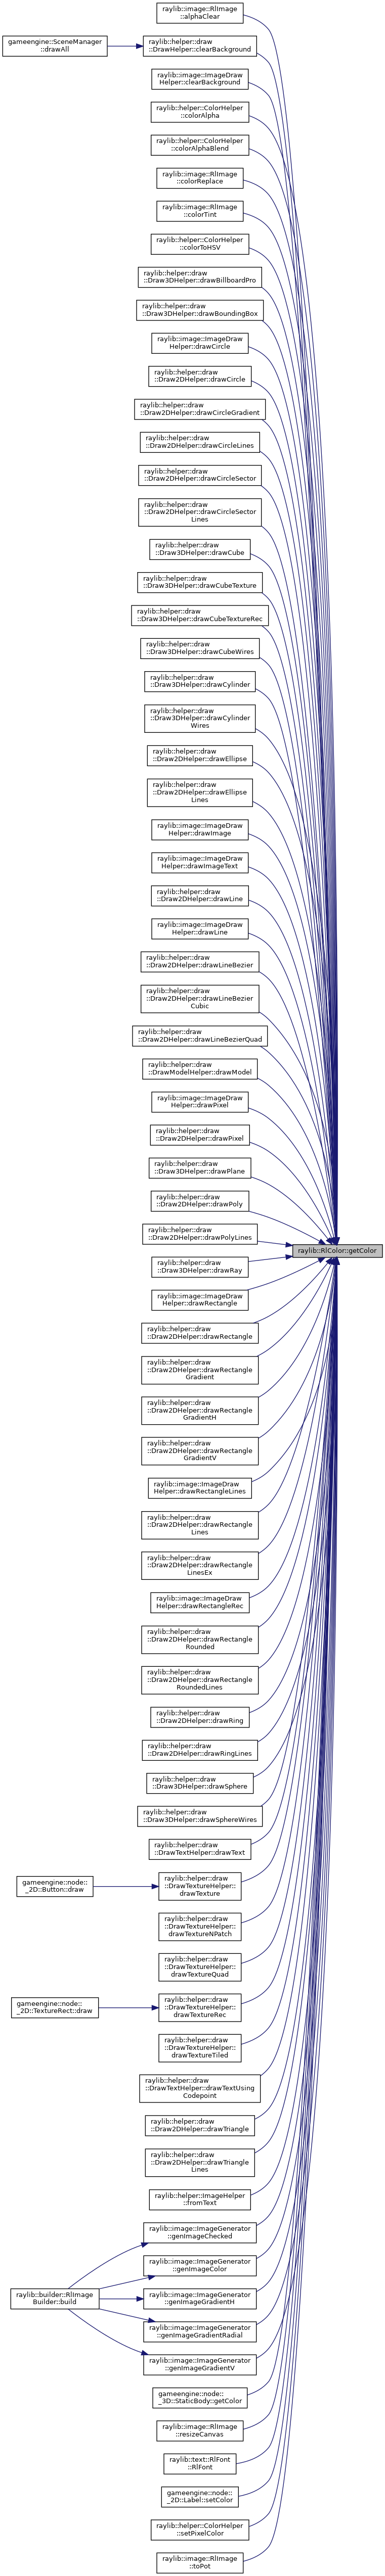 raylib::image::RlImage
::alphaClear
gameengine::SceneManager
::drawAll
raylib::helper::draw
::DrawHelper::clearBackground
raylib::image::ImageDraw
Helper::clearBackground
raylib::helper::ColorHelper
::colorAlpha
raylib::helper::ColorHelper
::colorAlphaBlend
raylib::image::RlImage
::colorReplace
raylib::image::RlImage
::colorTint
raylib::helper::ColorHelper
::colorToHSV
raylib::helper::draw
::Draw3DHelper::drawBillboardPro
raylib::helper::draw
::Draw3DHelper::drawBoundingBox
raylib::image::ImageDraw
Helper::drawCircle
raylib::helper::draw
::Draw2DHelper::drawCircle
raylib::helper::draw
::Draw2DHelper::drawCircleGradient
raylib::helper::draw
::Draw2DHelper::drawCircleLines
raylib::helper::draw
::Draw2DHelper::drawCircleSector
raylib::helper::draw
::Draw2DHelper::drawCircleSector
Lines
raylib::helper::draw
::Draw3DHelper::drawCube
raylib::helper::draw
::Draw3DHelper::drawCubeTexture
raylib::helper::draw
::Draw3DHelper::drawCubeTextureRec
raylib::helper::draw
::Draw3DHelper::drawCubeWires
raylib::helper::draw
::Draw3DHelper::drawCylinder
raylib::helper::draw
::Draw3DHelper::drawCylinder
Wires
raylib::helper::draw
::Draw2DHelper::drawEllipse
raylib::helper::draw
::Draw2DHelper::drawEllipse
Lines
raylib::image::ImageDraw
Helper::drawImage
raylib::image::ImageDraw
Helper::drawImageText
raylib::helper::draw
::Draw2DHelper::drawLine
raylib::image::ImageDraw
Helper::drawLine
raylib::helper::draw
::Draw2DHelper::drawLineBezier
raylib::helper::draw
::Draw2DHelper::drawLineBezier
Cubic
raylib::helper::draw
::Draw2DHelper::drawLineBezierQuad
raylib::helper::draw
::DrawModelHelper::drawModel
raylib::image::ImageDraw
Helper::drawPixel
raylib::helper::draw
::Draw2DHelper::drawPixel
raylib::helper::draw
::Draw3DHelper::drawPlane
raylib::helper::draw
::Draw2DHelper::drawPoly
raylib::helper::draw
::Draw2DHelper::drawPolyLines
raylib::RlColor::getColor
raylib::helper::draw
::Draw3DHelper::drawRay
raylib::image::ImageDraw
Helper::drawRectangle
raylib::helper::draw
::Draw2DHelper::drawRectangle
raylib::helper::draw
::Draw2DHelper::drawRectangle
Gradient
raylib::helper::draw
::Draw2DHelper::drawRectangle
GradientH
raylib::helper::draw
::Draw2DHelper::drawRectangle
GradientV
raylib::image::ImageDraw
Helper::drawRectangleLines
raylib::helper::draw
::Draw2DHelper::drawRectangle
Lines
raylib::helper::draw
::Draw2DHelper::drawRectangle
LinesEx
raylib::image::ImageDraw
Helper::drawRectangleRec
raylib::helper::draw
::Draw2DHelper::drawRectangle
Rounded
raylib::helper::draw
::Draw2DHelper::drawRectangle
RoundedLines
raylib::helper::draw
::Draw2DHelper::drawRing
raylib::helper::draw
::Draw2DHelper::drawRingLines
raylib::helper::draw
::Draw3DHelper::drawSphere
raylib::helper::draw
::Draw3DHelper::drawSphereWires
raylib::helper::draw
::DrawTextHelper::drawText
gameengine::node::
_2D::Button::draw
raylib::helper::draw
::DrawTextureHelper::
drawTexture
raylib::helper::draw
::DrawTextureHelper::
drawTextureNPatch
raylib::helper::draw
::DrawTextureHelper::
drawTextureQuad
gameengine::node::
_2D::TextureRect::draw
raylib::helper::draw
::DrawTextureHelper::
drawTextureRec
raylib::helper::draw
::DrawTextureHelper::
drawTextureTiled
raylib::helper::draw
::DrawTextHelper::drawTextUsing
Codepoint
raylib::helper::draw
::Draw2DHelper::drawTriangle
raylib::helper::draw
::Draw2DHelper::drawTriangle
Lines
raylib::helper::ImageHelper
::fromText
raylib::image::ImageGenerator
::genImageChecked
raylib::image::ImageGenerator
::genImageColor
raylib::builder::RlImage
Builder::build
raylib::image::ImageGenerator
::genImageGradientH
raylib::image::ImageGenerator
::genImageGradientRadial
raylib::image::ImageGenerator
::genImageGradientV
gameengine::node::
_3D::StaticBody::getColor
raylib::image::RlImage
::resizeCanvas
raylib::text::RlFont
::RlFont
gameengine::node::
_2D::Label::setColor
raylib::helper::ColorHelper
::setPixelColor
raylib::image::RlImage
::toPot